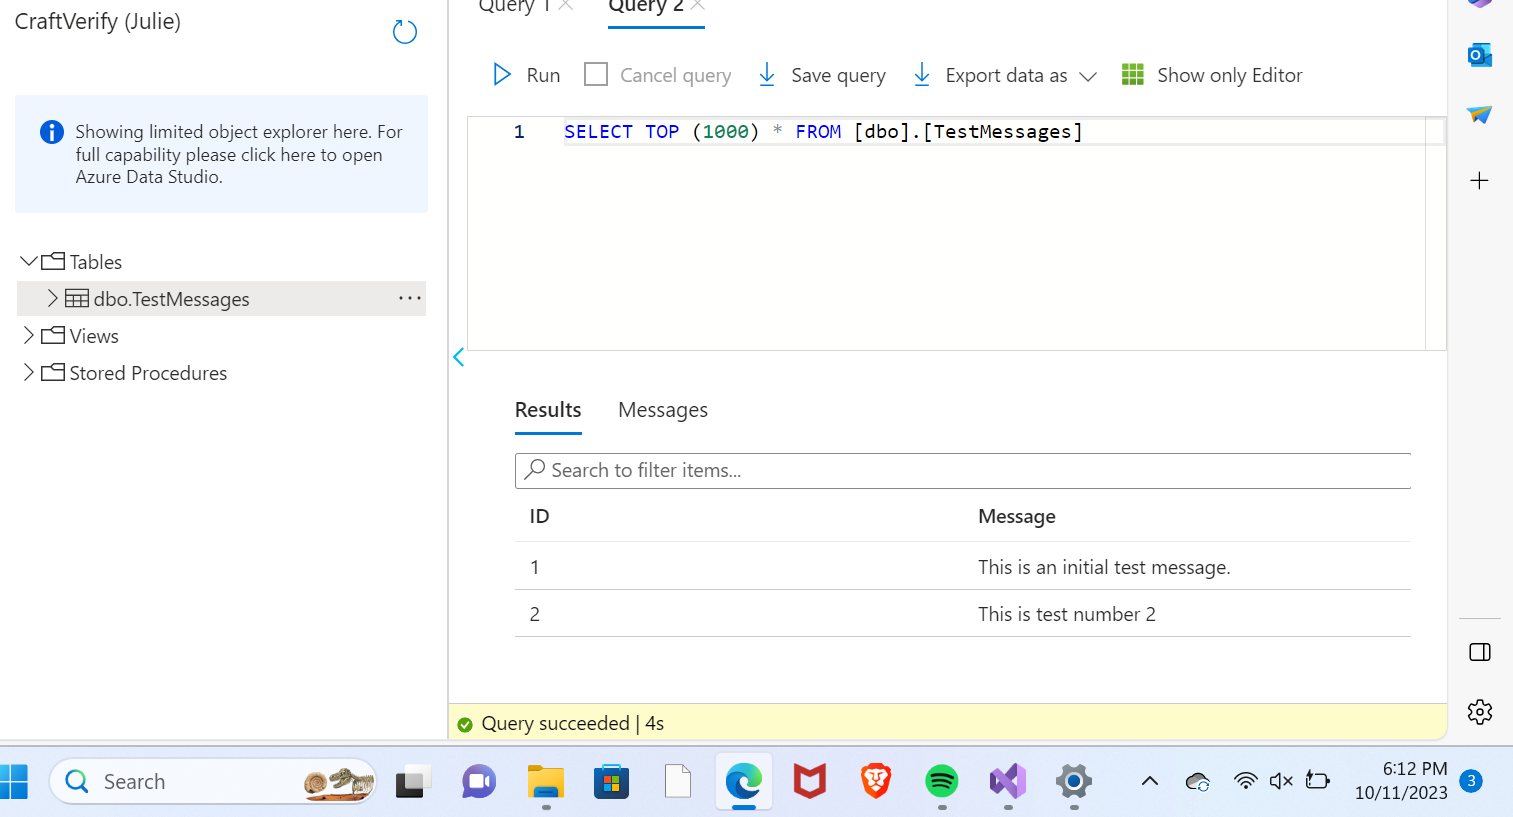 CraftVerify (Julie)
Showing limited object explorer here. For
full capability please click here to open
Azure Data Studio.
Tables
dbo.TestMessages
Views
Stored Procedures
Query 1
Query 2
Run
Cancel query
Save query
Export data as
Show only Editor
1 SELECT TOP (1000) * FROM [dbo].[TestMessages]
Results
Messages
Search to filter items...
ID Message
1 This is an initial test message.
2 This is test number 2
Query succeeded | 4s
Search
6:12 PM
10/11/2023
3